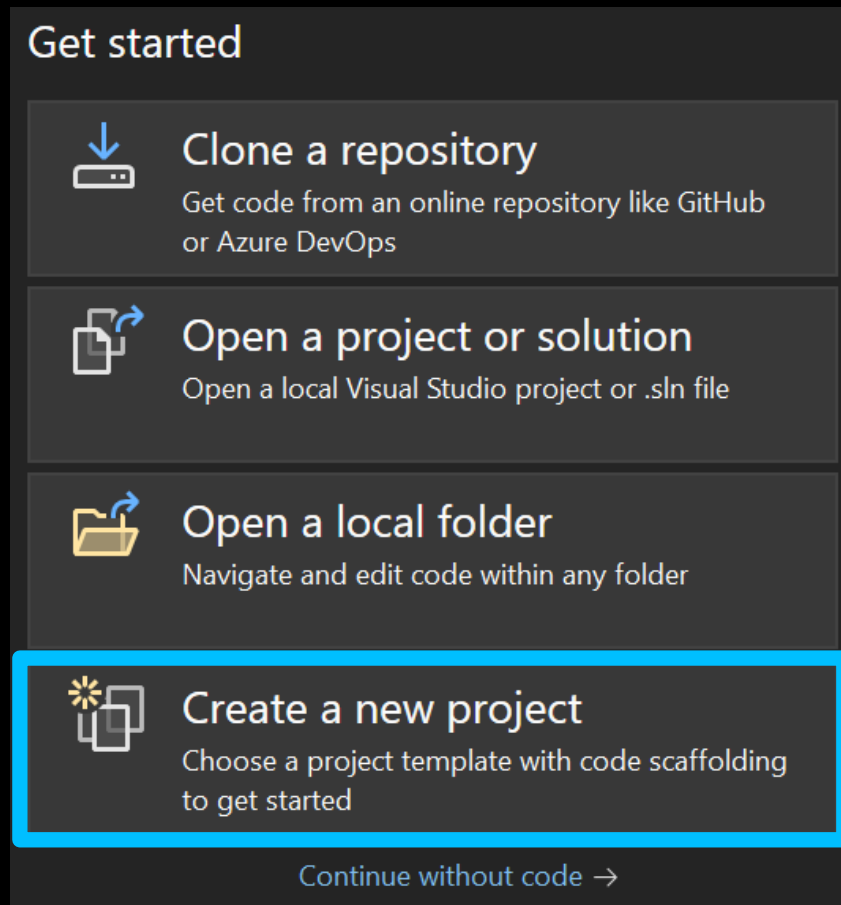 Get started
Clone a repository
Get code from an online repository like GitHub
or Azure DevOps
Open a project or solution
Open a local Visual Studio project or .sln file
Open a local folder
Navigate and edit code within any folder
Create a new project
Choose a project template with code scaffolding
to get started
Continue without code →